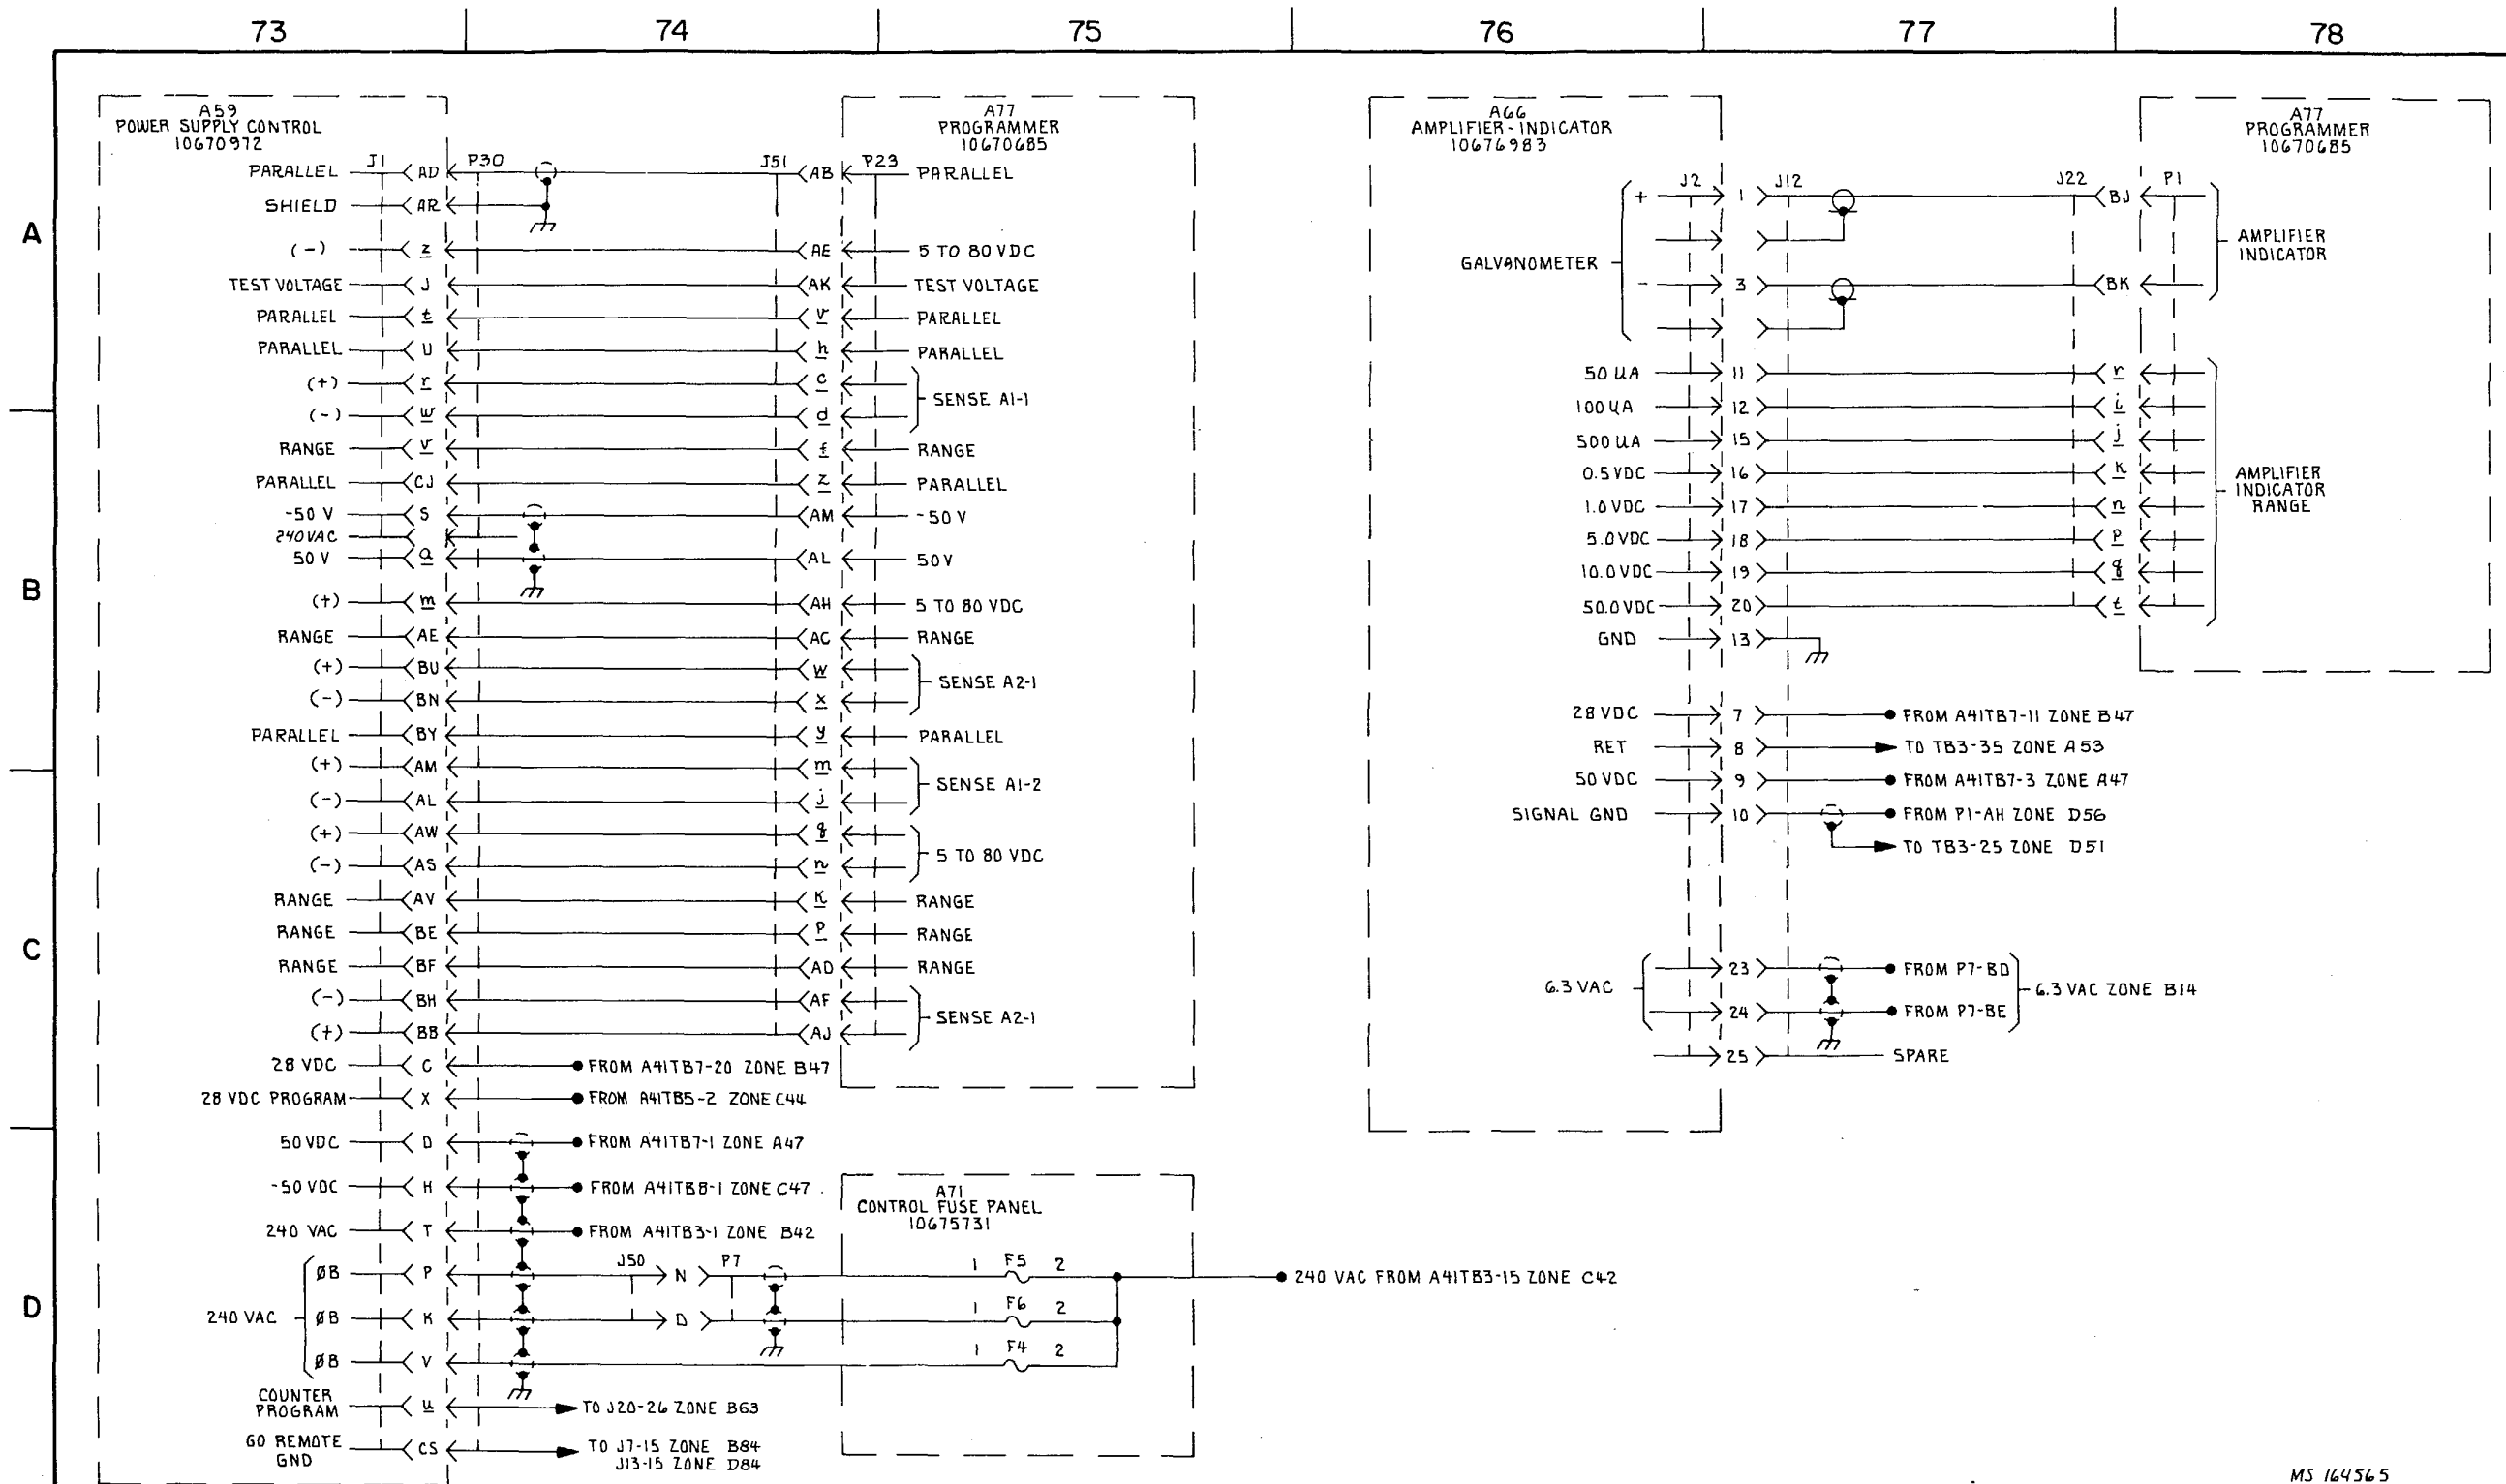 73 74 75 76 77 78
A
B
C
D
A59
POWER SUPPLY CONTROL
10670972
J1 P30 J51 P23
A77
PROGRAMMER
10670685
PARALLEL AD AB PARALLEL
SHIELD AR
(-) z AE 5 TO 80 VDC
TEST VOLTAGE J AK TEST VOLTAGE
PARALLEL t v PARALLEL
PARALLEL U h PARALLEL
(+) r c
SENSE A1-1
(-) w d
RANGE v f RANGE
PARALLEL CJ z PARALLEL
-50 V S AM -50 V
240VAC
50 V a AL 50V
(+) m AH 5 TO 80 VDC
RANGE AE AC RANGE
(+) BU w
SENSE A2-1
(-) BN x
PARALLEL BY y PARALLEL
(+) AM m
SENSE A1-2
(-) AL j
(+) AW q
5 TO 80 VDC
(-) AS n
RANGE AV k RANGE
RANGE BE p RANGE
RANGE BF AD RANGE
(-) BH AF
SENSE A2-1
(+) BB AJ
28 VDC C FROM A41TB7-20 ZONE B47
28 VDC PROGRAM X FROM A41TB5-2 ZONE C44
50 VDC D FROM A41TB7-1 ZONE A47
-50 VDC H FROM A41TB8-1 ZONE C47
240 VAC T FROM A41TB3-1 ZONE B42
J50 P7
240 VAC
ØB P N 1 F5 2
ØB K D 1 F6 2
ØB V 1 F4 2
A71
CONTROL FUSE PANEL
10675731
240 VAC FROM A41TB3-15 ZONE C42
COUNTER
PROGRAM u TO J20-26 ZONE B63
GO REMOTE
GND CS TO J7-15 ZONE B84
J13-15 ZONE D84
A66
AMPLIFIER-INDICATOR
10676983
A77
PROGRAMMER
10670685
J2 J12 J22 P1
GALVANOMETER
+ 1 BJ
- 3 BK
AMPLIFIER
INDICATOR
50 UA 11 r
100 UA 12 i
500 UA 15 j
0.5 VDC 16 k
1.0 VDC 17 n
5.0 VDC 18 p
10.0 VDC 19 q
50.0 VDC 20 t
AMPLIFIER
INDICATOR
RANGE
GND 13
28 VDC 7 FROM A41TB7-11 ZONE B47
RET 8 TO TB3-35 ZONE A53
50 VDC 9 FROM A41TB7-3 ZONE A47
SIGNAL GND 10 FROM P1-AH ZONE D56
TO TB3-25 ZONE D51
6.3 VAC
23 FROM P7-BD
24 FROM P7-BE
6.3 VAC ZONE B14
25 SPARE
MS 164565